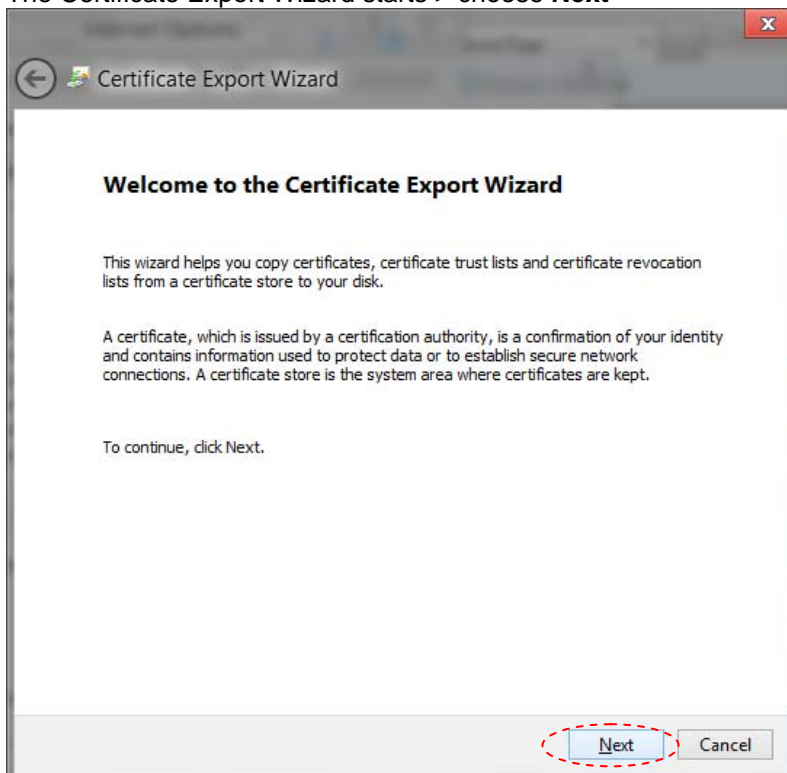 The Certificate Export Wizard starts > choose Next
Certificate Export Wizard
Welcome to the Certificate Export Wizard
This wizard helps you copy certificates, certificate trust lists and certificate revocation
lists from a certificate store to your disk.
A certificate, which is issued by a certification authority, is a confirmation of your identity
and contains information used to protect data or to establish secure network
connections. A certificate store is the system area where certificates are kept.
To continue, click Next.
Next Cancel